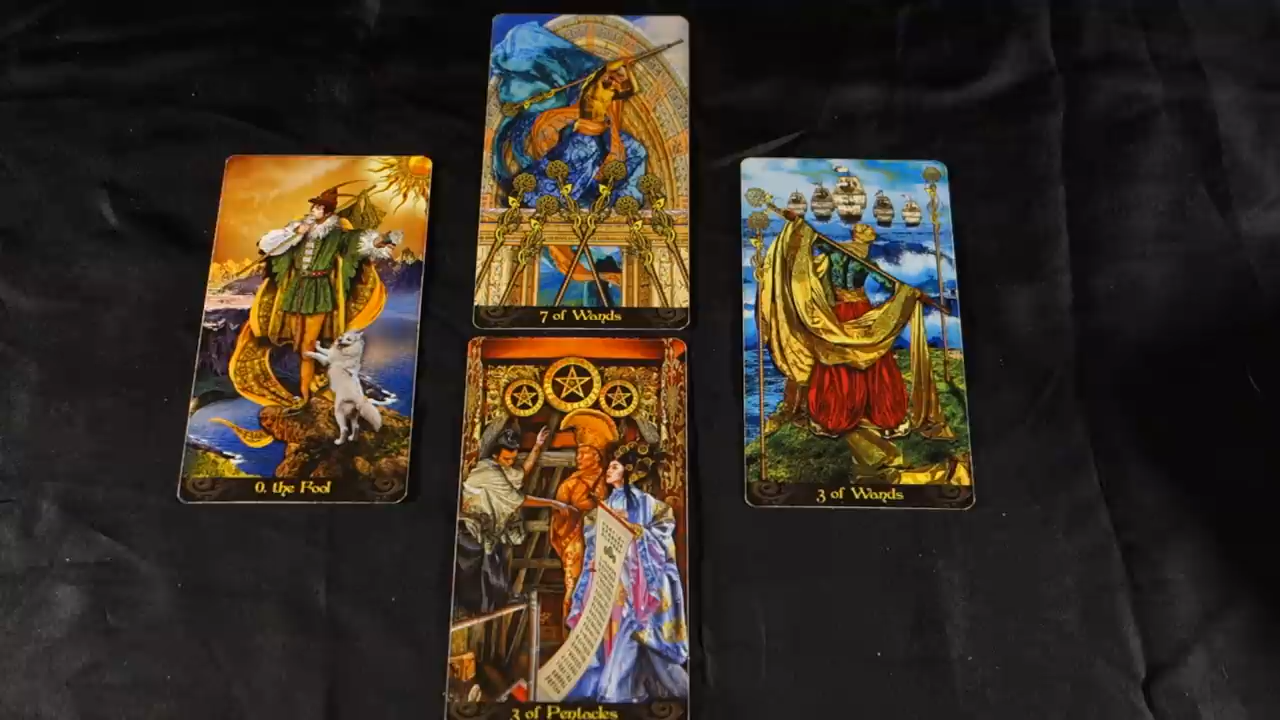 7 of Wands
0. the Fool
3 of Wands
3 of Pentacles